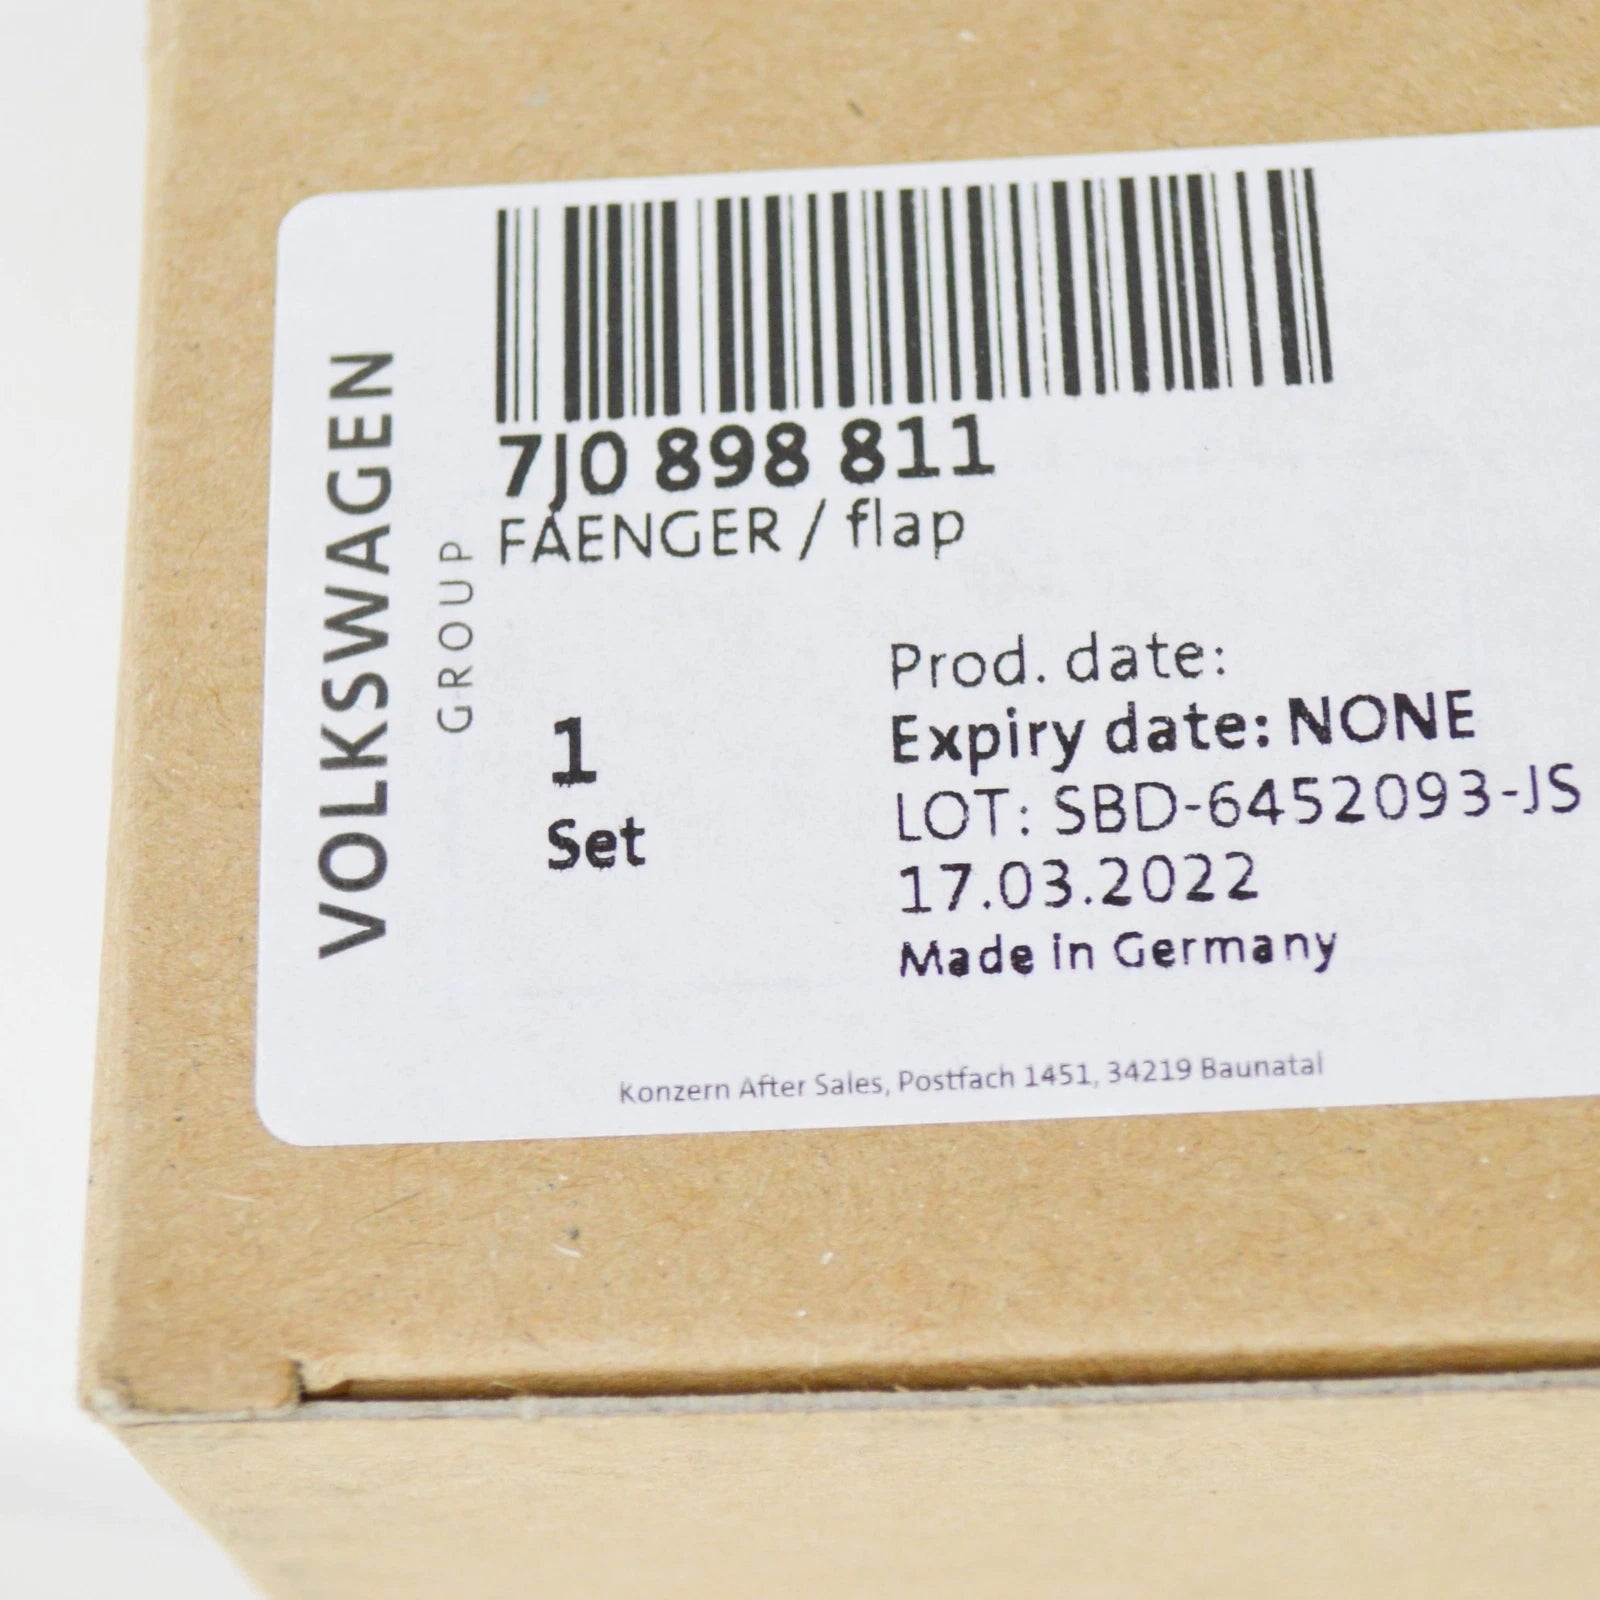 VOLKSWAGEN
GROUP
7J0 898 811
FAENGER / flap
1
Set
Prod. date:
Expiry date: NONE
LOT: SBD-6452093-JS
17.03.2022
Made in Germany
Konzern After Sales, Postfach 1451, 34219 Baunatal